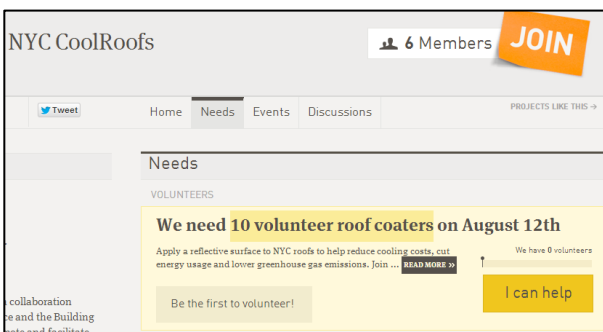 NYC CoolRoofs
6 Members
JOIN
Tweet
Home Needs Events Discussions
PROJECTS LIKE THIS →
Needs
VOLUNTEERS
We need 10 volunteer roof coaters on August 12th
Apply a reflective surface to NYC roofs to help reduce cooling costs, cut
energy usage and lower greenhouse gas emissions. Join ... READ MORE »
We have 0 volunteers
Be the first to volunteer!
I can help
collaboration
and the Building
and facilitate